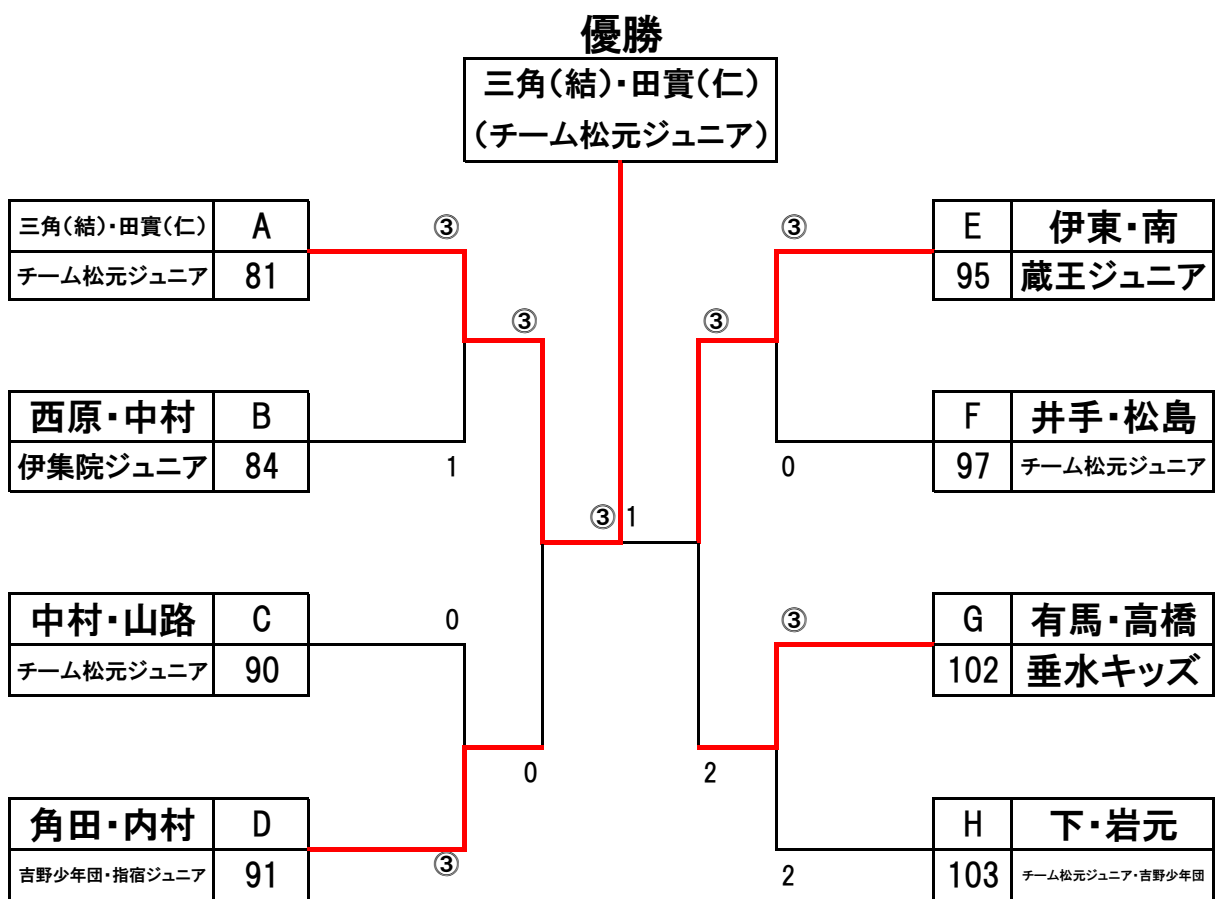 優勝
三角(結)・田實(仁)
(チーム松元ジュニア)
三角(結)・田實(仁) A
チーム松元ジュニア 81
③
③
E 伊東・南
95 蔵王ジュニア
③
③
西原・中村 B
伊集院ジュニア 84
1
0
F 井手・松島
97 チーム松元ジュニア
③ 1
中村・山路 C
チーム松元ジュニア 90
0
③
G 有馬・高橋
102 垂水キッズ
0
2
角田・内村 D
吉野少年団・指宿ジュニア 91
③
2
H 下・岩元
103 チーム松元ジュニア・吉野少年団